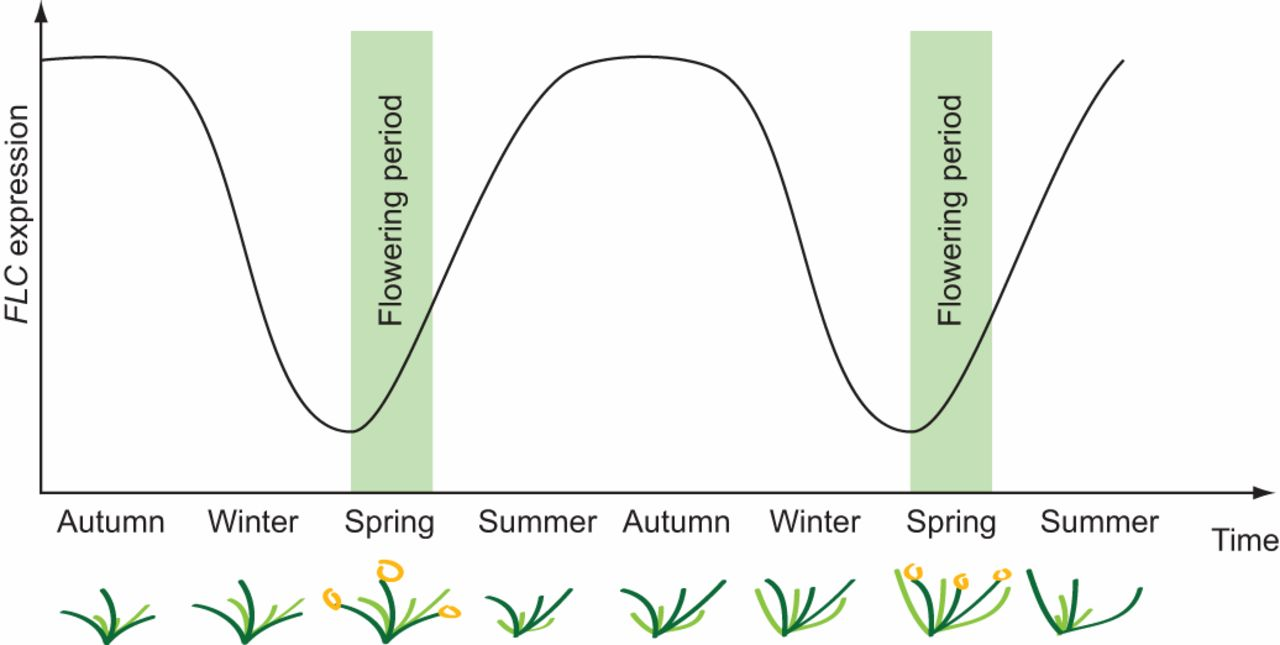 FLC expression
Flowering period
Flowering period
Autumn Winter Spring Summer Autumn Winter Spring Summer
Time